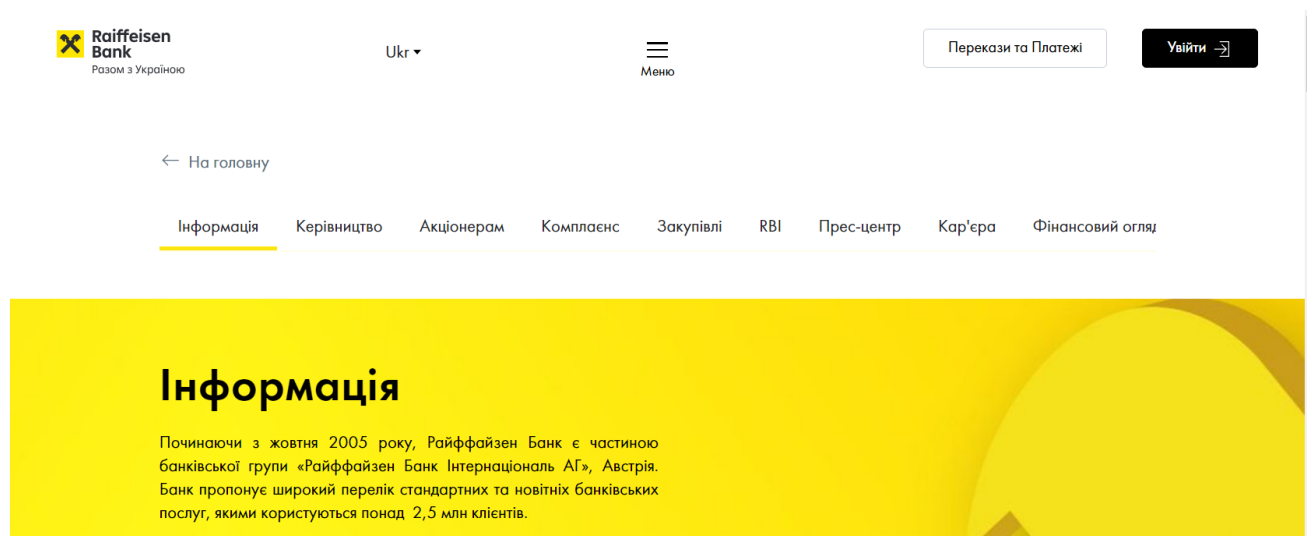 Raiffeisen
Bank
Разом з Україною
Ukr
Меню
Перекази та Платежі
Увійти
На головну
Інформація Керівництво Акціонерам Комплаєнс Закупівлі RBI Прес-центр Кар'єра Фінансовий огляд
Інформація
Починаючи з жовтня 2005 року, Райффайзен Банк є частиною
банківської групи «Райффайзен Банк Інтернаціональ АГ», Австрія.
Банк пропонує широкий перелік стандартних та новітніх банківських
послуг, якими користуються понад 2,5 млн клієнтів.